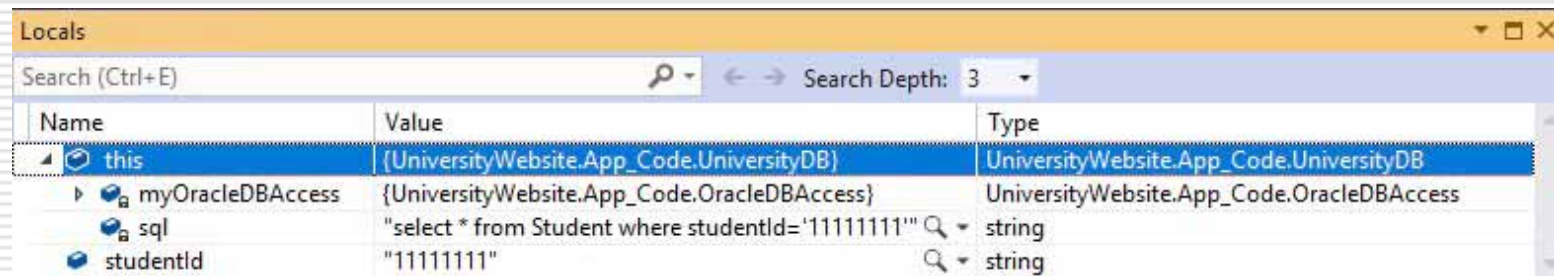 Locals
Search (Ctrl+E) Search Depth: 3
Name Value Type
this {UniversityWebsite.App_Code.UniversityDB} UniversityWebsite.App_Code.UniversityDB
myOracleDBAccess {UniversityWebsite.App_Code.OracleDBAccess} UniversityWebsite.App_Code.OracleDBAccess
sql "select * from Student where studentId='11111111'" string
studentId "11111111" string